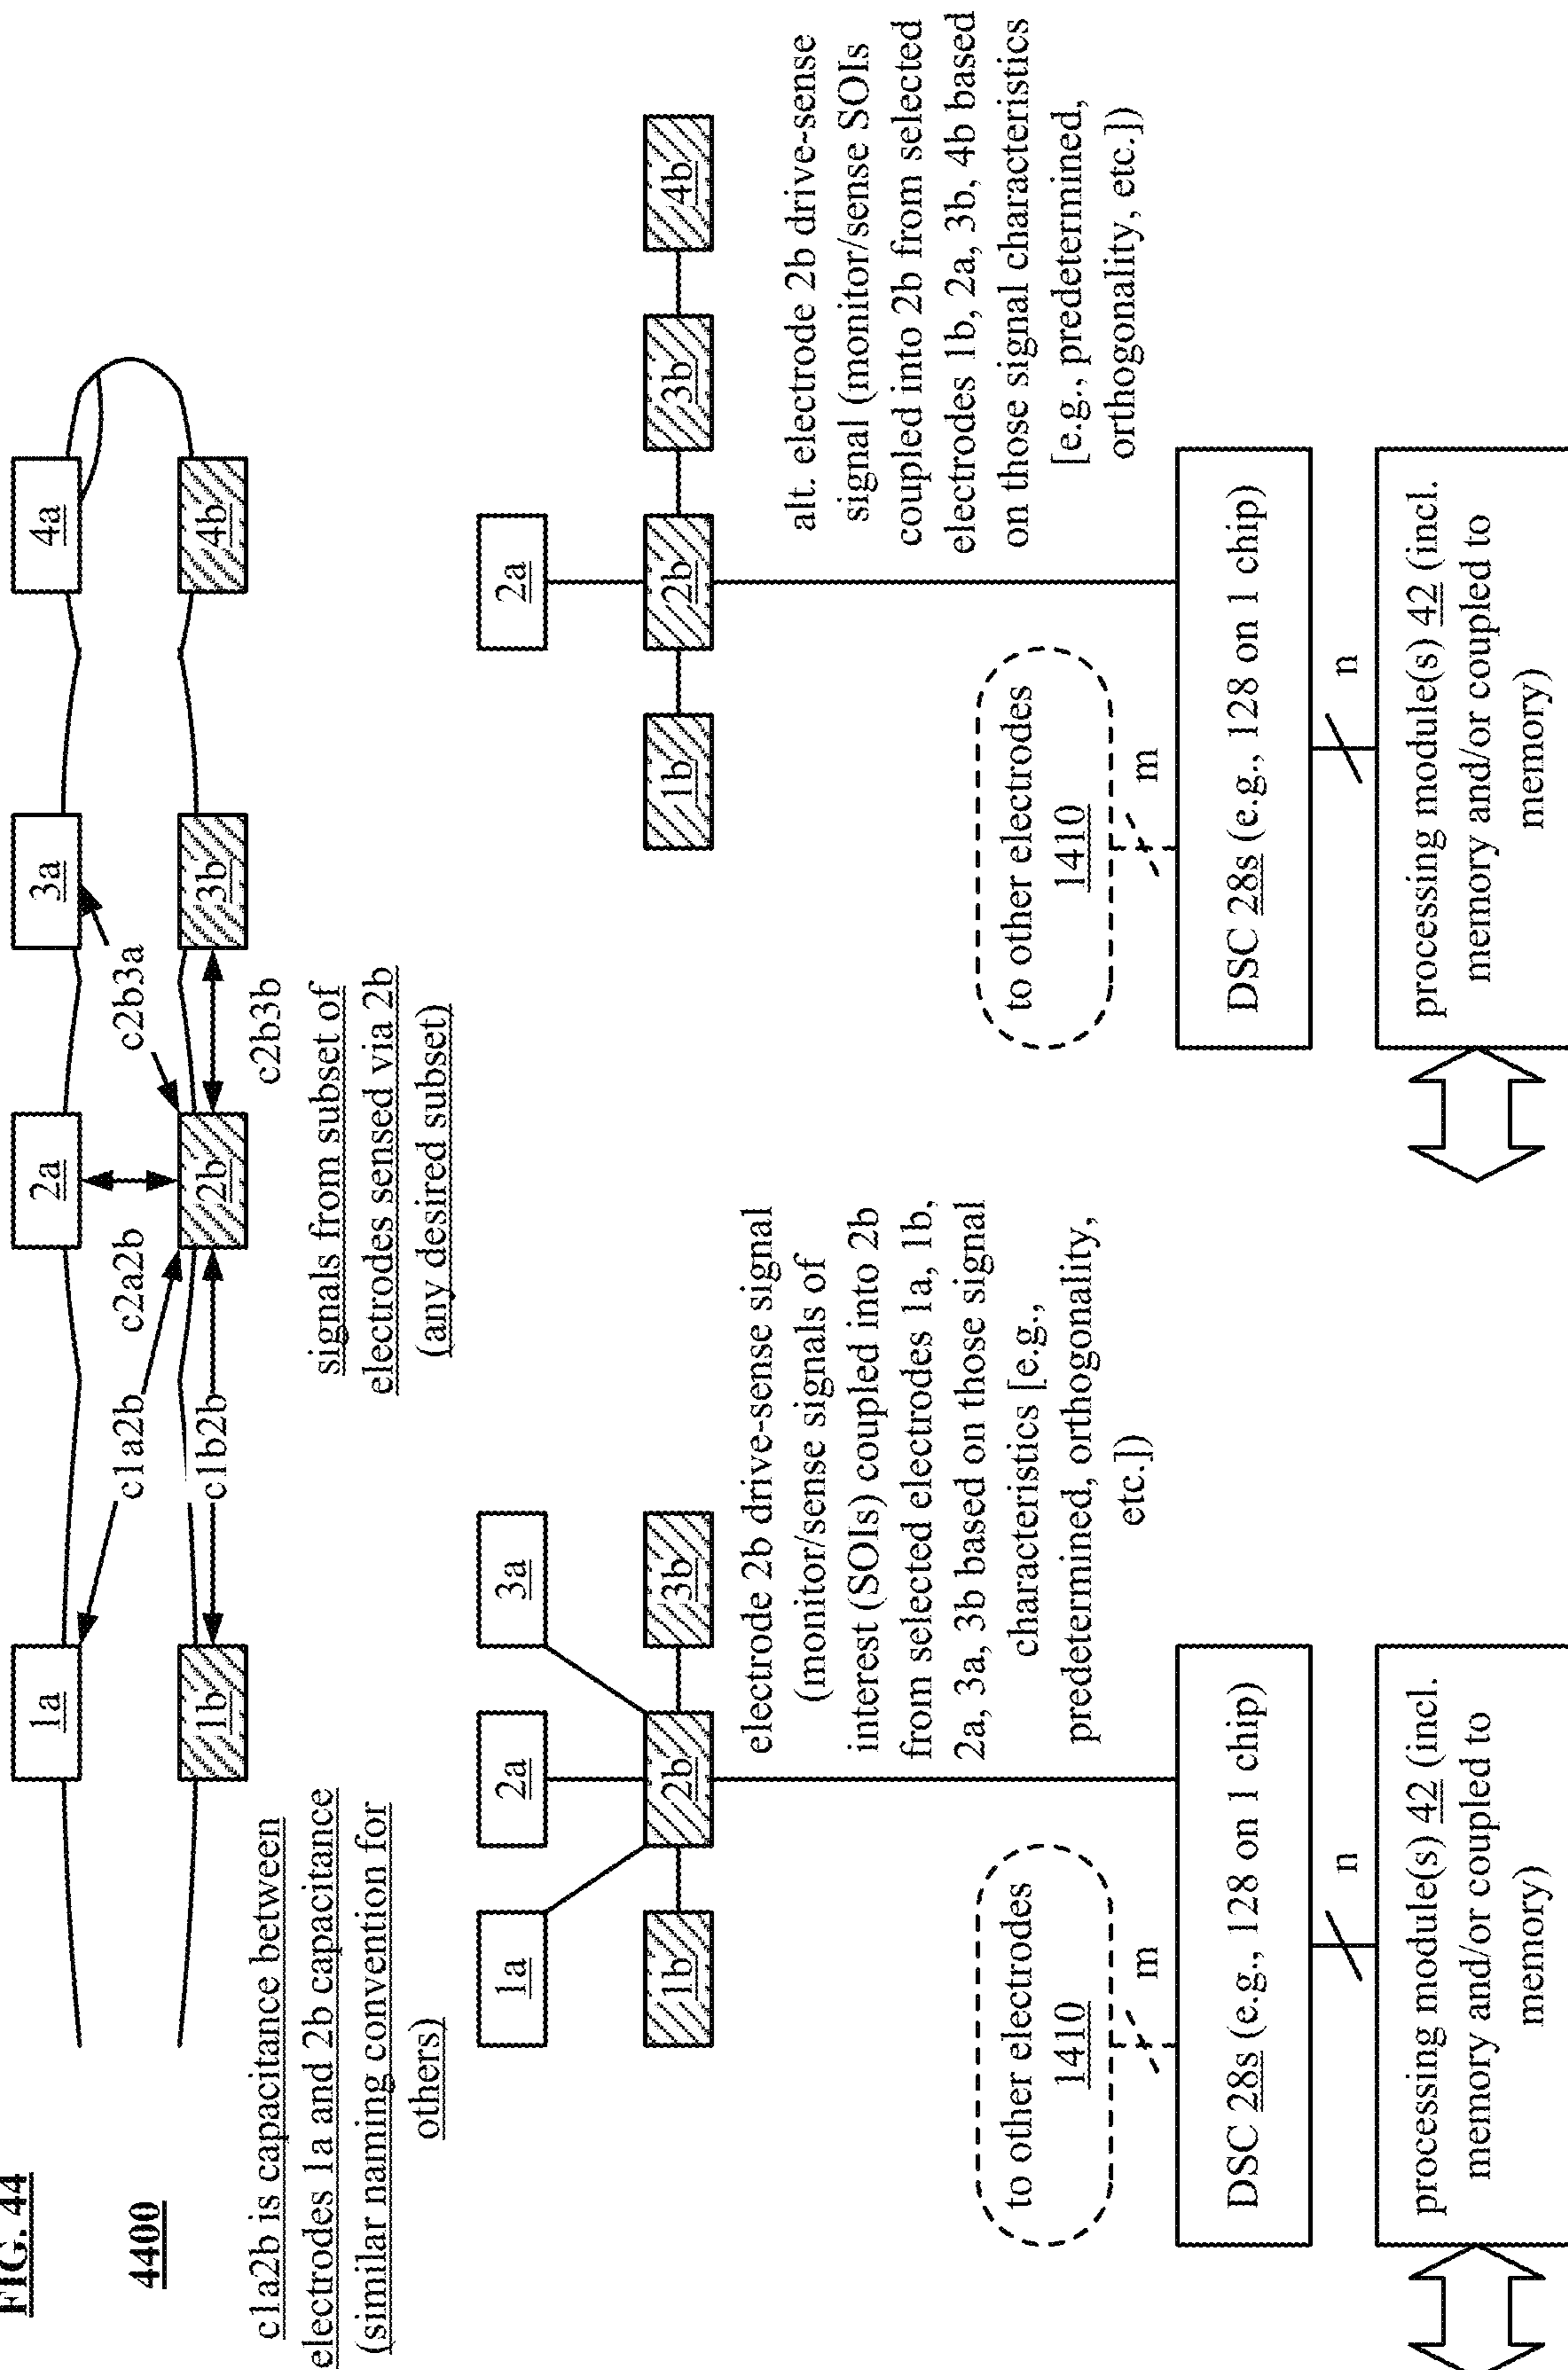 FIG. 44
4400
1a
2a
3a
4a
1b
2b
3b
4b
c1a2b
c2a2b
c2b3a
c1b2b
c2b3b
c1a2b is capacitance between
electrodes 1a and 2b capacitance
(similar naming convention for
others)
signals from subset of
electrodes sensed via 2b
(any desired subset)
1a
2a
3a
1b
2b
3b
electrode 2b drive-sense signal
(monitor/sense signals of
interest (SOIs) coupled into 2b
from selected electrodes 1a, 1b,
2a, 3a, 3b based on those signal
characteristics [e.g.,
predetermined, orthogonality,
etc.])
to other electrodes
1410
m
DSC 28s (e.g., 128 on 1 chip)
n
processing module(s) 42 (incl.
memory and/or coupled to
memory)
2a
1b
2b
3b
4b
alt. electrode 2b drive-sense
signal (monitor/sense SOIs
coupled into 2b from selected
electrodes 1b, 2a, 3b, 4b based
on those signal characteristics
[e.g., predetermined,
orthogonality, etc.])
to other electrodes
1410
m
DSC 28s (e.g., 128 on 1 chip)
n
processing module(s) 42 (incl.
memory and/or coupled to
memory)